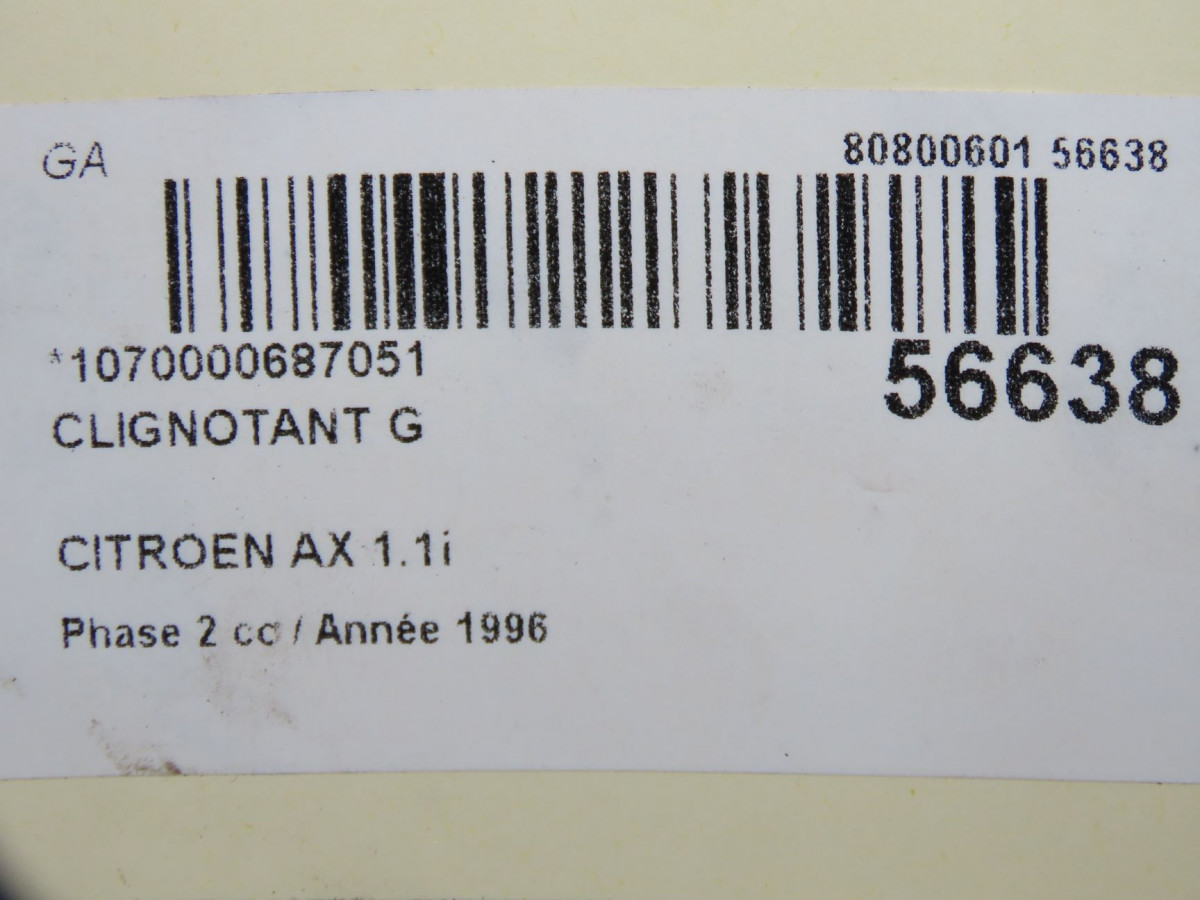 GA
80800601 56638
*1070000687051
56638
CLIGNOTANT G
CITROEN AX 1.1i
Phase 2 cc / Année 1996